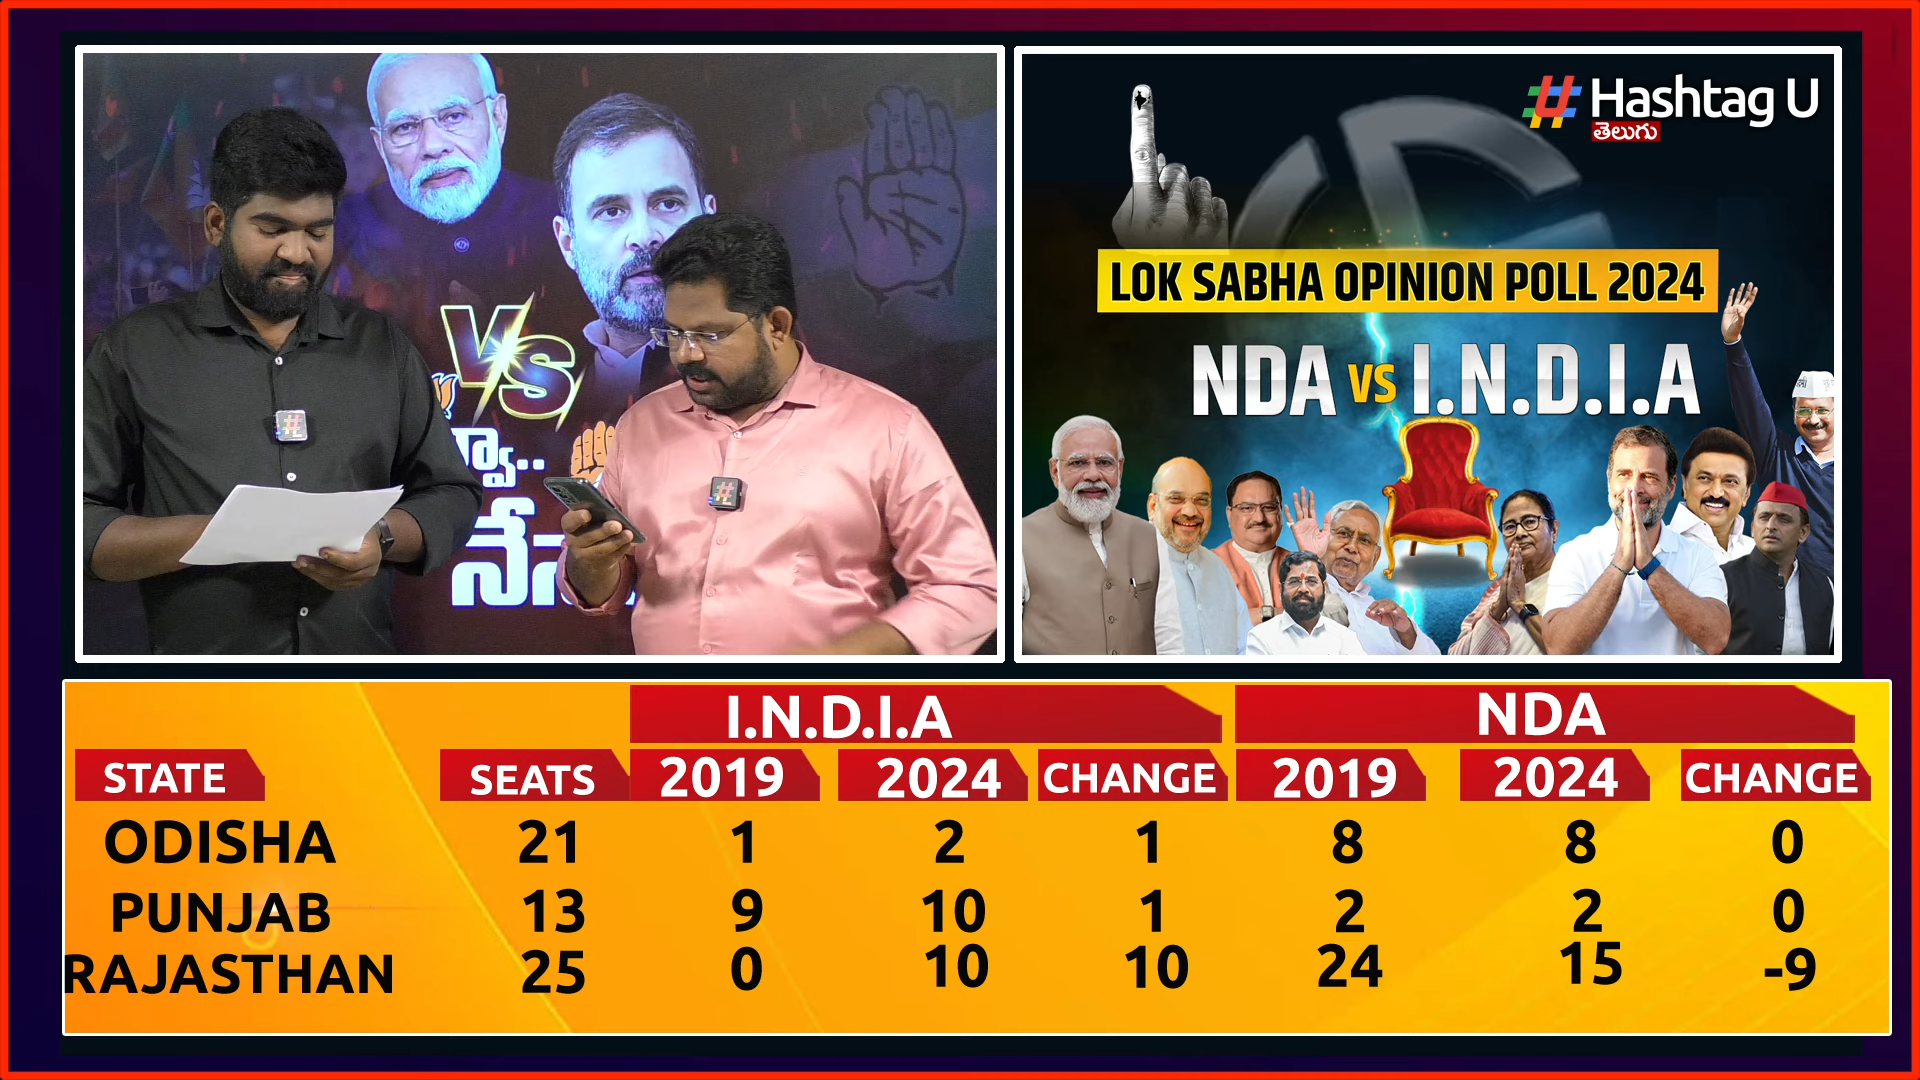 VS
నే
# Hashtag U
తెలుగు
LOK SABHA OPINION POLL 2024
NDA VS I.N.D.I.A
I.N.D.I.A NDA
STATE SEATS 2019 2024 CHANGE 2019 2024 CHANGE
ODISHA 21 1 2 1 8 8 0
PUNJAB 13 9 10 1 2 2 0
RAJASTHAN 25 0 10 10 24 15 -9